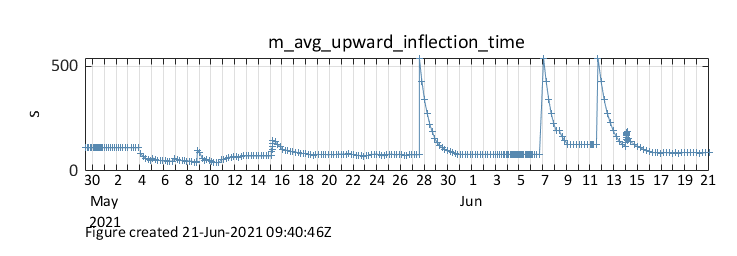 m_avg_upward_inflection_time
500
s
0
30 2 4 6 8 10 12 14 16 18 20 22 24 26 28 30 1 3 5 7 9 11 13 15 17 19 21
May Jun
2021
Figure created 21-Jun-2021 09:40:46Z